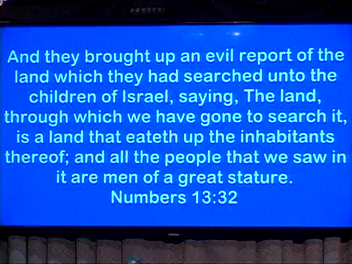 And they brought up an evil report of the
land which they had searched unto the
children of Israel, saying, The land,
through which we have gone to search it,
is a land that eateth up the inhabitants
thereof; and all the people that we saw in
it are men of a great stature.
Numbers 13:32